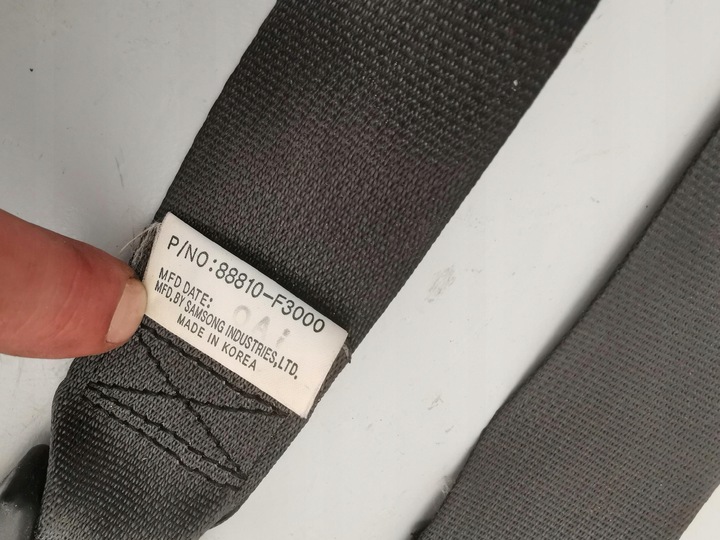 P/NO:88810-F3000
MFD DATE:
MFD,BY SAMSONG INDUSTRIES,LTD.
MADE IN KOREA